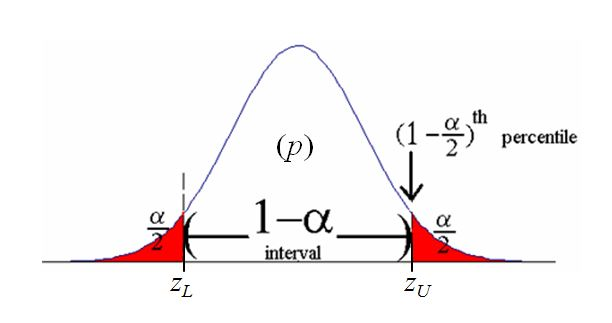 (1 − α/2)^th percentile
(p)
α/2 ( 1−α ) α/2
interval
z_L z_U